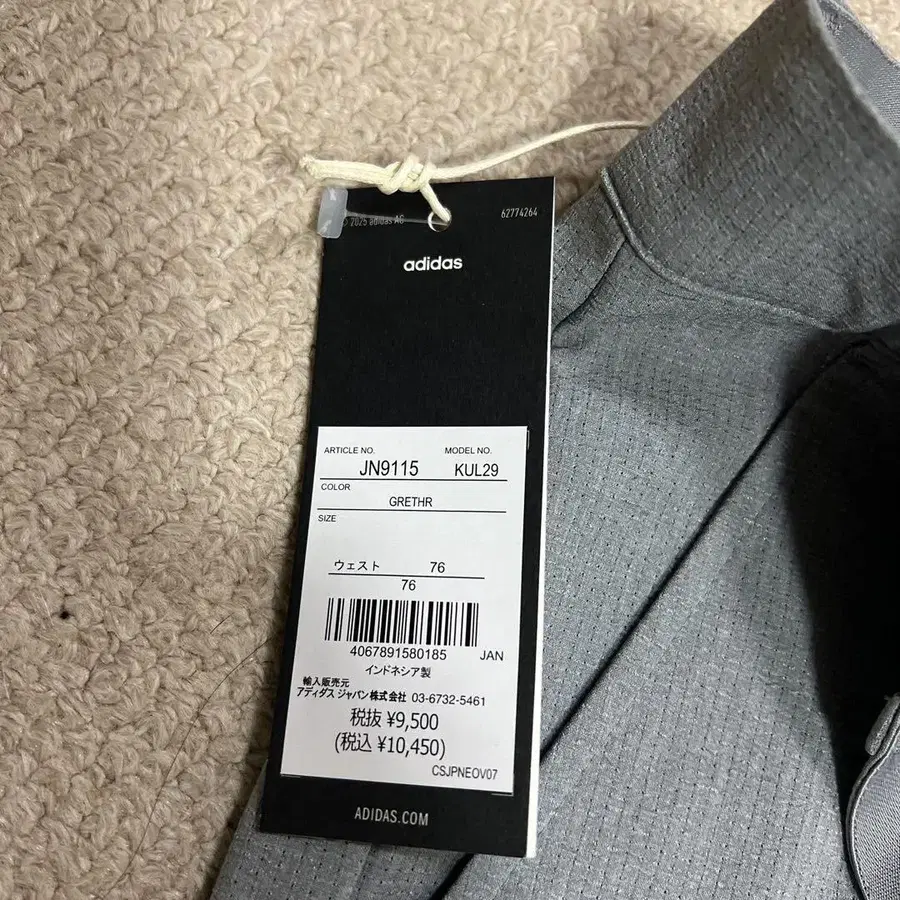 © 2025 adidas AG 62774264
adidas
ARTICLE NO. MODEL NO.
JN9115 KUL29
COLOR
GRETHR
SIZE
ウェスト 76
76
4067891580185 JAN
インドネシア製
輸入販売元
アディダス ジャパン株式会社 03-6732-5461
税抜 ¥9,500
(税込 ¥10,450)
CSJPNEOV07
ADIDAS.COM